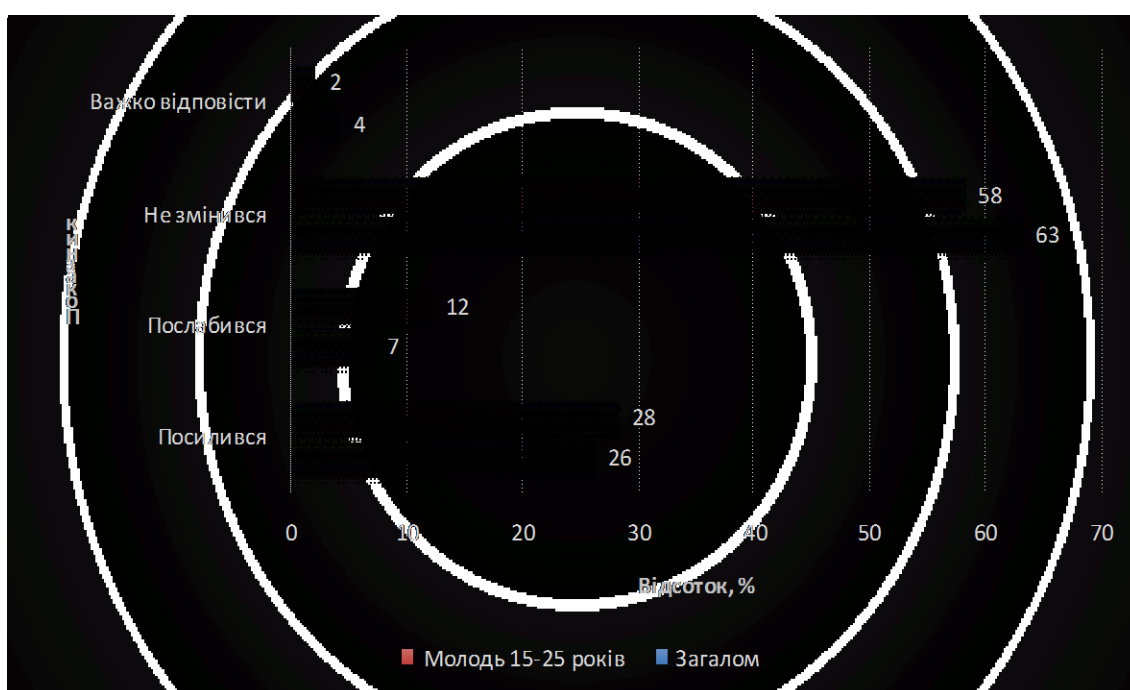 2
Важко відповісти
4
58
Не змінився
63
12
Послабився
7
28
Посилився
26
Показники
0 10 20 30 40 50 60 70
Відсоток, %
Молодь 15-25 років Загалом